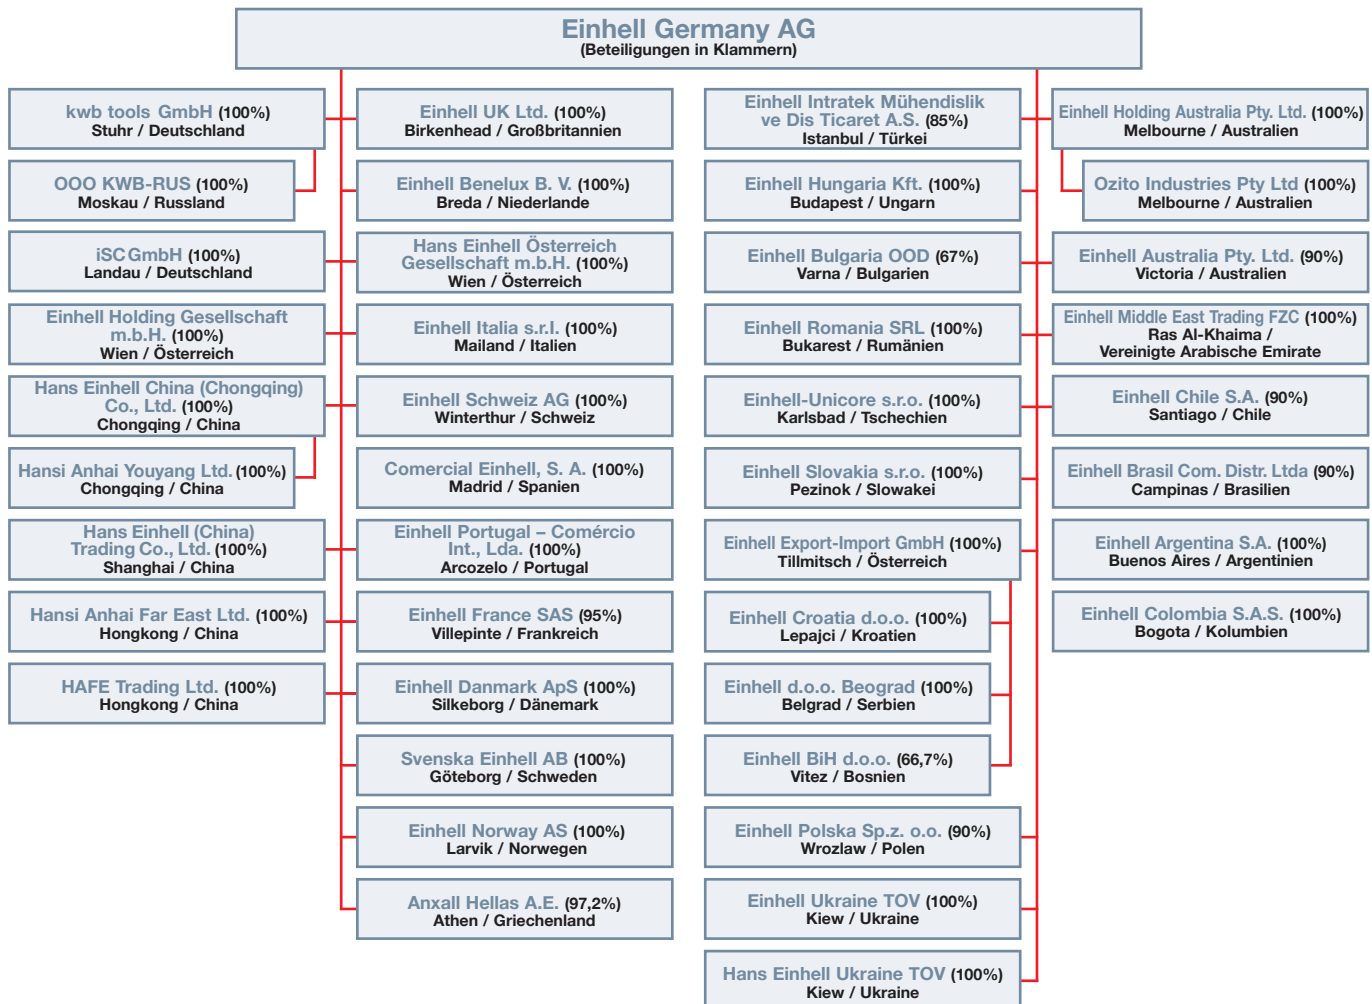 Einhell Germany AG
(Beteiligungen in Klammern)
kwb tools GmbH (100%)
Stuhr / Deutschland
OOO KWB-RUS (100%)
Moskau / Russland
iSC GmbH (100%)
Landau / Deutschland
Einhell Holding Gesellschaft
m.b.H. (100%)
Wien / Österreich
Hans Einhell China (Chongqing)
Co., Ltd. (100%)
Chongqing / China
Hansi Anhai Youyang Ltd. (100%)
Chongqing / China
Hans Einhell (China)
Trading Co., Ltd. (100%)
Shanghai / China
Hansi Anhai Far East Ltd. (100%)
Hongkong / China
HAFE Trading Ltd. (100%)
Hongkong / China
Einhell UK Ltd. (100%)
Birkenhead / Großbritannien
Einhell Benelux B. V. (100%)
Breda / Niederlande
Hans Einhell Österreich
Gesellschaft m.b.H. (100%)
Wien / Österreich
Einhell Italia s.r.l. (100%)
Mailand / Italien
Einhell Schweiz AG (100%)
Winterthur / Schweiz
Comercial Einhell, S. A. (100%)
Madrid / Spanien
Einhell Portugal – Comércio
Int., Lda. (100%)
Arcozelo / Portugal
Einhell France SAS (95%)
Villepinte / Frankreich
Einhell Danmark ApS (100%)
Silkeborg / Dänemark
Svenska Einhell AB (100%)
Göteborg / Schweden
Einhell Norway AS (100%)
Larvik / Norwegen
Anxall Hellas A.E. (97,2%)
Athen / Griechenland
Einhell Intratek Mühendislik
ve Dis Ticaret A.S. (85%)
Istanbul / Türkei
Einhell Hungaria Kft. (100%)
Budapest / Ungarn
Einhell Bulgaria OOD (67%)
Varna / Bulgarien
Einhell Romania SRL (100%)
Bukarest / Rumänien
Einhell-Unicore s.r.o. (100%)
Karlsbad / Tschechien
Einhell Slovakia s.r.o. (100%)
Pezinok / Slowakei
Einhell Export-Import GmbH (100%)
Tillmitsch / Österreich
Einhell Croatia d.o.o. (100%)
Lepajci / Kroatien
Einhell d.o.o. Beograd (100%)
Belgrad / Serbien
Einhell BiH d.o.o. (66,7%)
Vitez / Bosnien
Einhell Polska Sp.z. o.o. (90%)
Wrozlaw / Polen
Einhell Ukraine TOV (100%)
Kiew / Ukraine
Hans Einhell Ukraine TOV (100%)
Kiew / Ukraine
Einhell Holding Australia Pty. Ltd. (100%)
Melbourne / Australien
Ozito Industries Pty Ltd (100%)
Melbourne / Australien
Einhell Australia Pty. Ltd. (90%)
Victoria / Australien
Einhell Middle East Trading FZC (100%)
Ras Al-Khaima /
Vereinigte Arabische Emirate
Einhell Chile S.A. (90%)
Santiago / Chile
Einhell Brasil Com. Distr. Ltda (90%)
Campinas / Brasilien
Einhell Argentina S.A. (100%)
Buenos Aires / Argentinien
Einhell Colombia S.A.S. (100%)
Bogota / Kolumbien